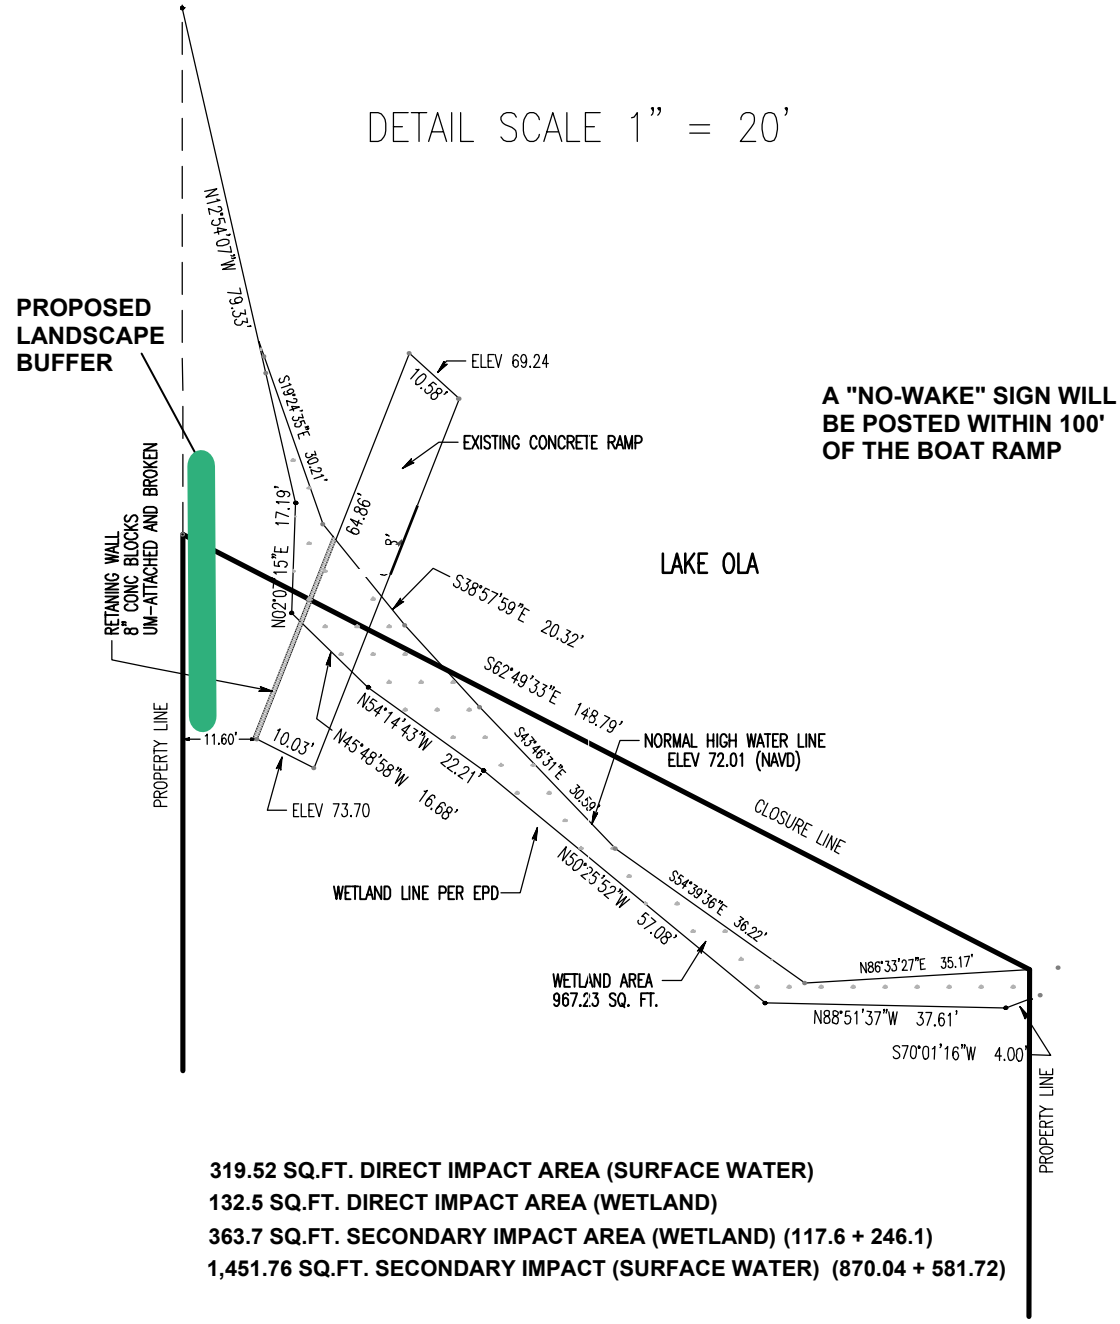 DETAIL SCALE 1" = 20'
N12°54'07"W 79.33'
PROPOSED
LANDSCAPE
BUFFER
S19°24'35"E 30.21'
10.58'
ELEV 69.24
EXISTING CONCRETE RAMP
A "NO-WAKE" SIGN WILL
BE POSTED WITHIN 100'
OF THE BOAT RAMP
RETANING WALL
8" CONC BLOCKS
UM-ATTACHED AND BROKEN
N02°07'15"E 17.19'
64.86'
8'
LAKE OLA
S38°57'59"E 20.32'
S62°49'33"E 148.79'
PROPERTY LINE
11.60'
10.03'
ELEV 73.70
N45°48'58"W 16.68'
N54°14'43"W 22.21'
S43°46'31"E 30.59'
NORMAL HIGH WATER LINE
ELEV 72.01 (NAVD)
CLOSURE LINE
WETLAND LINE PER EPD
N50°25'52"W 57.08'
S54°39'36"E 36.22'
WETLAND AREA
967.23 SQ. FT.
N86°33'27"E 35.17'
N88°51'37"W 37.61'
S70°01'16"W 4.00'
PROPERTY LINE
319.52 SQ.FT. DIRECT IMPACT AREA (SURFACE WATER)
132.5 SQ.FT. DIRECT IMPACT AREA (WETLAND)
363.7 SQ.FT. SECONDARY IMPACT AREA (WETLAND) (117.6 + 246.1)
1,451.76 SQ.FT. SECONDARY IMPACT (SURFACE WATER) (870.04 + 581.72)